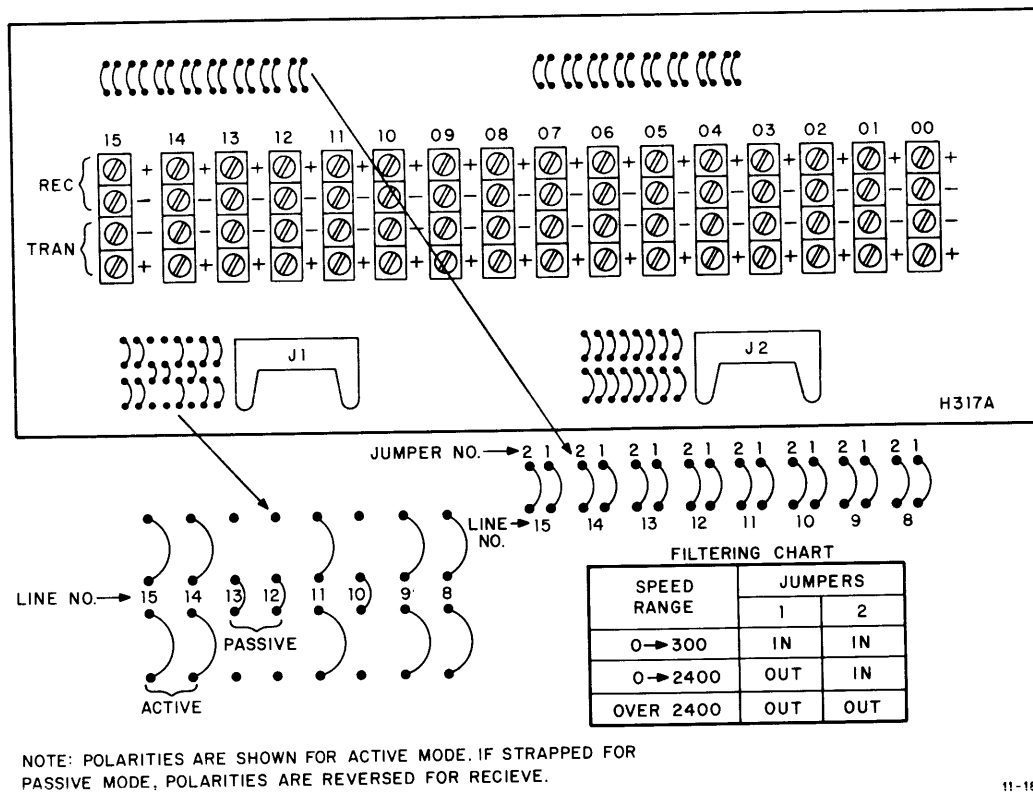 15 14 13 12 11 10 09 08 07 06 05 04 03 02 01 00
REC
+ + + + + + + + + + + + + + + +
- - - - - - - - - - - - - - - -
TRAN
- - - - - - - - - - - - - - - -
+ + + + + + + + + + + + + + + +
J1
J2
H317A
JUMPER NO. → 2 1 2 1 2 1 2 1 2 1 2 1 2 1 2 1
LINE NO. → 15 14 13 12 11 10 9 8
LINE NO. → 15 14 13 12 11 10 9 8
PASSIVE
ACTIVE
FILTERING CHART
SPEED RANGE JUMPERS
1 2
0→300 IN IN
0→2400 OUT IN
OVER 2400 OUT OUT
NOTE: POLARITIES ARE SHOWN FOR ACTIVE MODE. IF STRAPPED FOR
PASSIVE MODE, POLARITIES ARE REVERSED FOR RECIEVE.